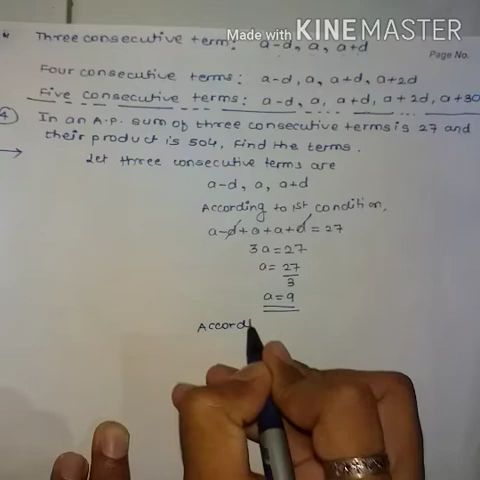 Made with KINEMASTER
Three consecutive term: a-d, a, a+d
Page No.
Four consecutive terms: a-d, a, a+d, a+2d
Five consecutive terms: a-d, a, a+d, a+2d, a+3d
4 In an A.P. sum of three consecutive terms is 27 and
their product is 504, Find the terms.
→ Let three consecutive terms are
a-d, a, a+d
According to 1st condition,
a-d+a+a+d = 27
3a = 27
a = 27/3
a = 9
Accord